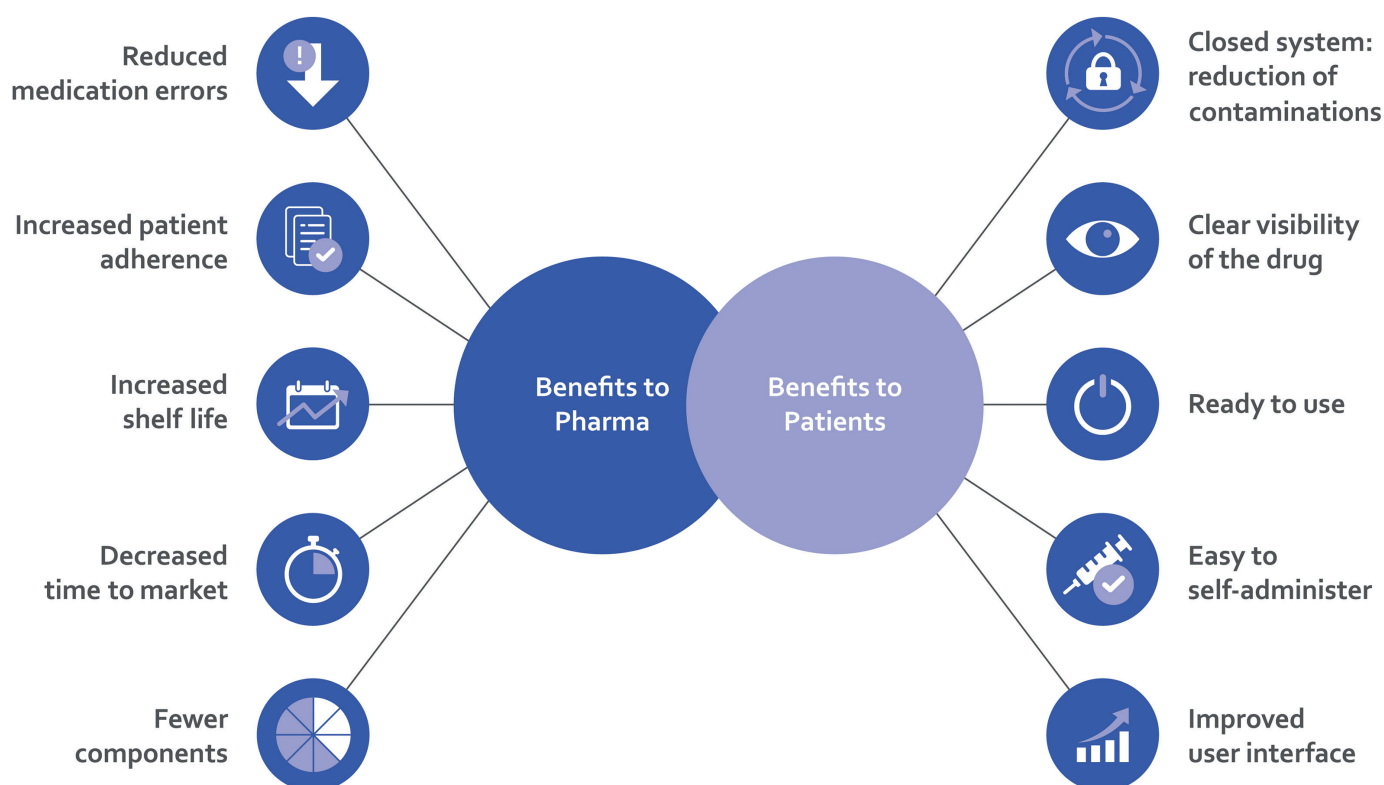 Reduced
medication errors
Increased patient
adherence
Increased
shelf life
Decreased
time to market
Fewer
components
Benefits to
Pharma
Benefits to
Patients
Closed system:
reduction of
contaminations
Clear visibility
of the drug
Ready to use
Easy to
self-administer
Improved
user interface